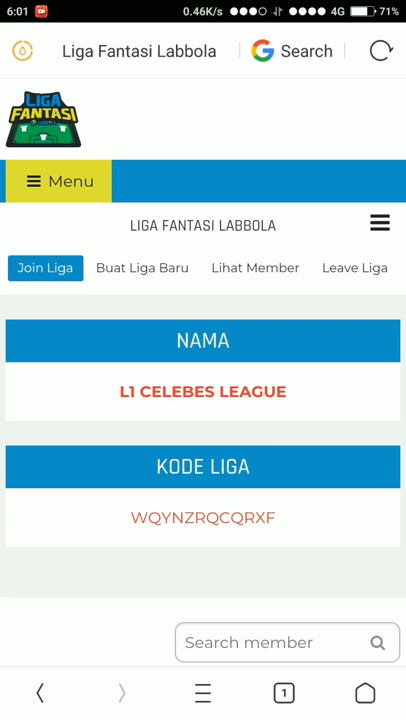 6:01 0.46K/s 4G 71%
Liga Fantasi Labbola Search
LIGA
FANTASI
Menu
LIGA FANTASI LABBOLA
Join Liga Buat Liga Baru Lihat Member Leave Liga
NAMA
L1 CELEBES LEAGUE
KODE LIGA
WQYNZRQCQRXF
Search member
1